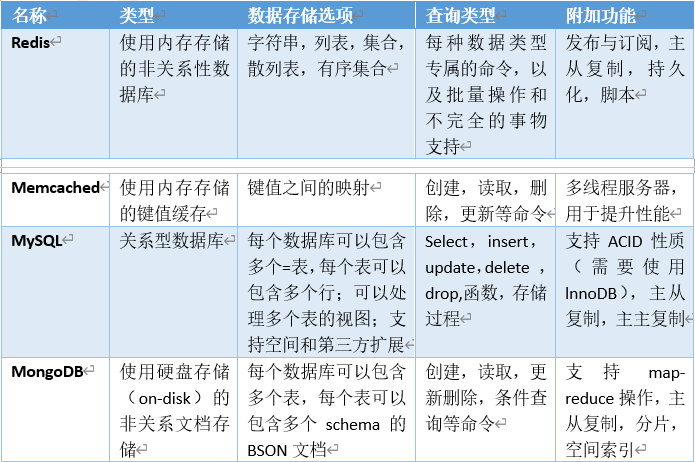 名称 类型 数据存储选项 查询类型 附加功能
Redis 使用内存存储 字符串，列表，集合， 每种数据类型 发布与订阅，主
的非关系性数 散列表，有序集合 专属的命令，以 从复制，持久
据库 及批量操作和 化，脚本
不完全的事物
支持
Memcached 使用内存存储 键值之间的映射 创建，读取，删 多线程服务器，
的键值缓存 除，更新等命令 用于提升性能
MySQL 关系型数据库 每个数据库可以包含 Select，insert， 支持 ACID 性质
多个=表，每个表可以 update，delete， （需要使用
包含多个行；可以处 drop,函数，存储 InnoDB），主从
理多个表的视图；支 过程 复制，主主复制
持空间和第三方扩展
MongoDB 使用硬盘存储 每个数据库可以包含 创建，读取，更 支持 map-
（on-disk）的 多个表，每个表可以 新删除，条件查 reduce 操作，主
非关系文档存 包含多个 schema 的 询等命令 从复制，分片，
储 BSON 文档 空间索引